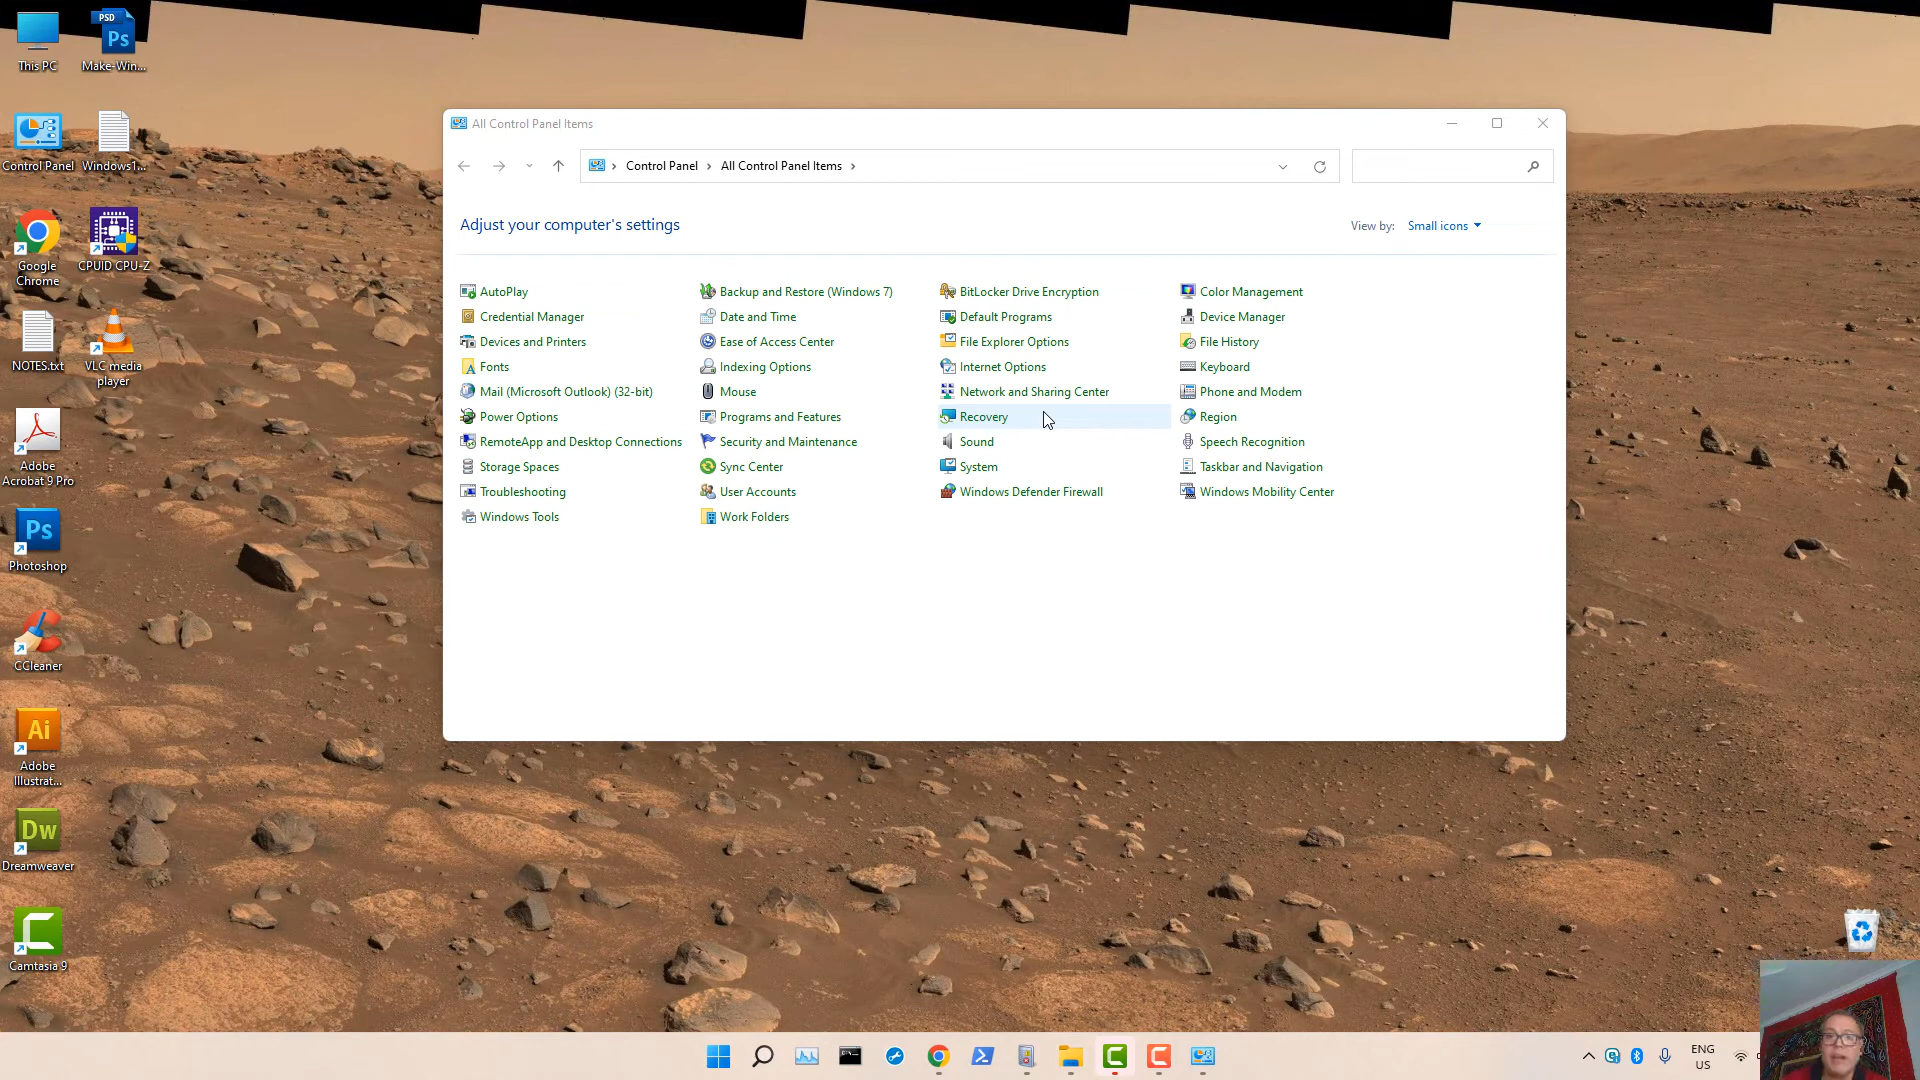 This PC
PSD
Ps
Make-Win...
Control Panel
Windows1...
Google
Chrome
CPUID CPU-Z
NOTES.txt
VLC media
player
Adobe
Acrobat 9 Pro
Ps
Photoshop
CCleaner
Ai
Adobe
Illustrat...
Dw
Dreamweaver
Camtasia 9
All Control Panel Items
Control Panel
All Control Panel Items
Adjust your computer's settings
View by: Small icons
AutoPlay
Backup and Restore (Windows 7)
BitLocker Drive Encryption
Color Management
Credential Manager
Date and Time
Default Programs
Device Manager
Devices and Printers
Ease of Access Center
File Explorer Options
File History
Fonts
Indexing Options
Internet Options
Keyboard
Mail (Microsoft Outlook) (32-bit)
Mouse
Network and Sharing Center
Phone and Modem
Power Options
Programs and Features
Recovery
Region
RemoteApp and Desktop Connections
Security and Maintenance
Sound
Speech Recognition
Storage Spaces
Sync Center
System
Taskbar and Navigation
Troubleshooting
User Accounts
Windows Defender Firewall
Windows Mobility Center
Windows Tools
Work Folders
ENG
US